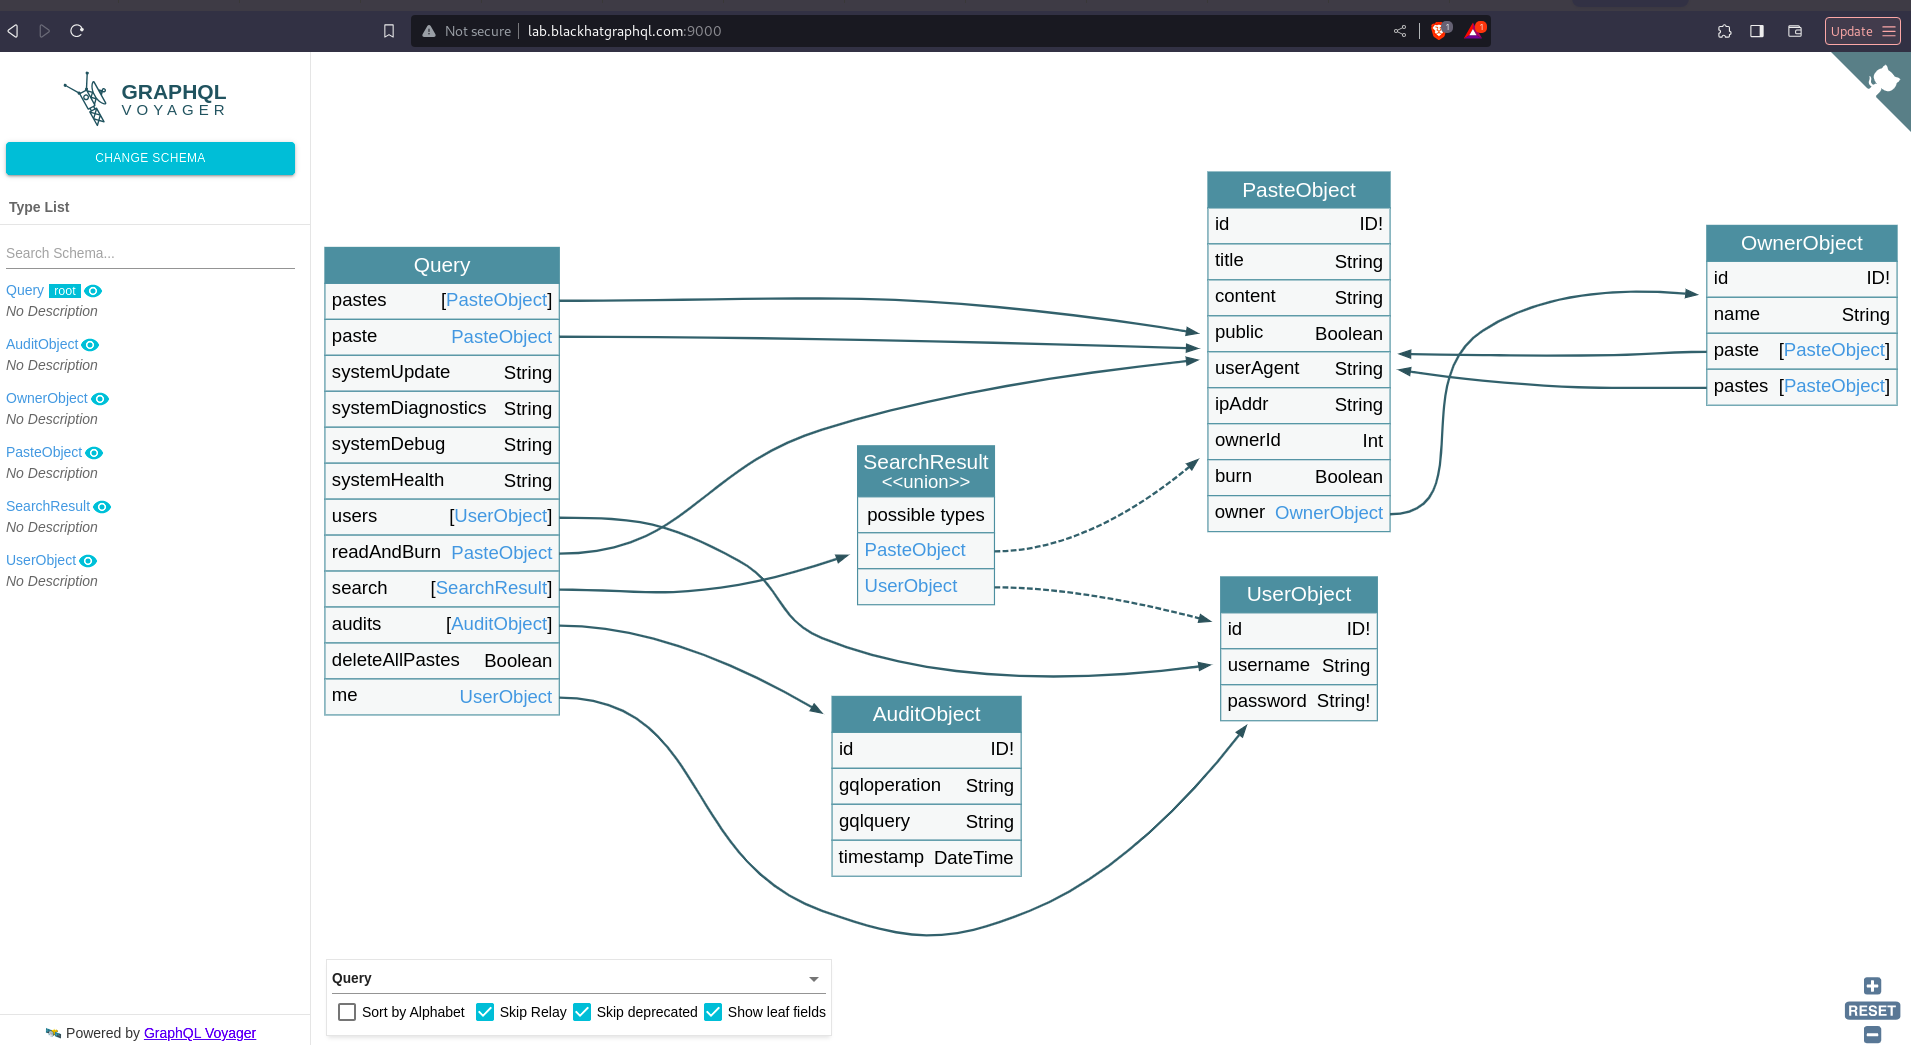 Not secure | lab.blackhatgraphql.com:9000
1
1
Update
GRAPHQL
VOYAGER
CHANGE SCHEMA
Type List
Search Schema...
Query root
No Description
AuditObject
No Description
OwnerObject
No Description
PasteObject
No Description
SearchResult
No Description
UserObject
No Description
Powered by GraphQL Voyager
Query
pastes [PasteObject]
paste PasteObject
systemUpdate String
systemDiagnostics String
systemDebug String
systemHealth String
users [UserObject]
readAndBurn PasteObject
search [SearchResult]
audits [AuditObject]
deleteAllPastes Boolean
me UserObject
SearchResult
<<union>>
possible types
PasteObject
UserObject
AuditObject
id ID!
gqloperation String
gqlquery String
timestamp DateTime
PasteObject
id ID!
title String
content String
public Boolean
userAgent String
ipAddr String
ownerId Int
burn Boolean
owner OwnerObject
UserObject
id ID!
username String
password String!
OwnerObject
id ID!
name String
paste [PasteObject]
pastes [PasteObject]
Query
Sort by Alphabet Skip Relay Skip deprecated Show leaf fields
RESET